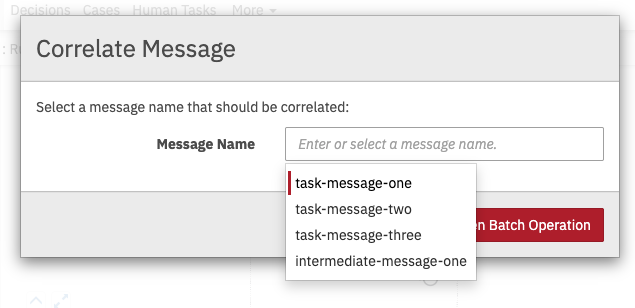 Decisions Cases Human Tasks More
Correlate Message
Select a message name that should be correlated:
Message Name
Enter or select a message name.
task-message-one
task-message-two
task-message-three
intermediate-message-one
Batch Operation